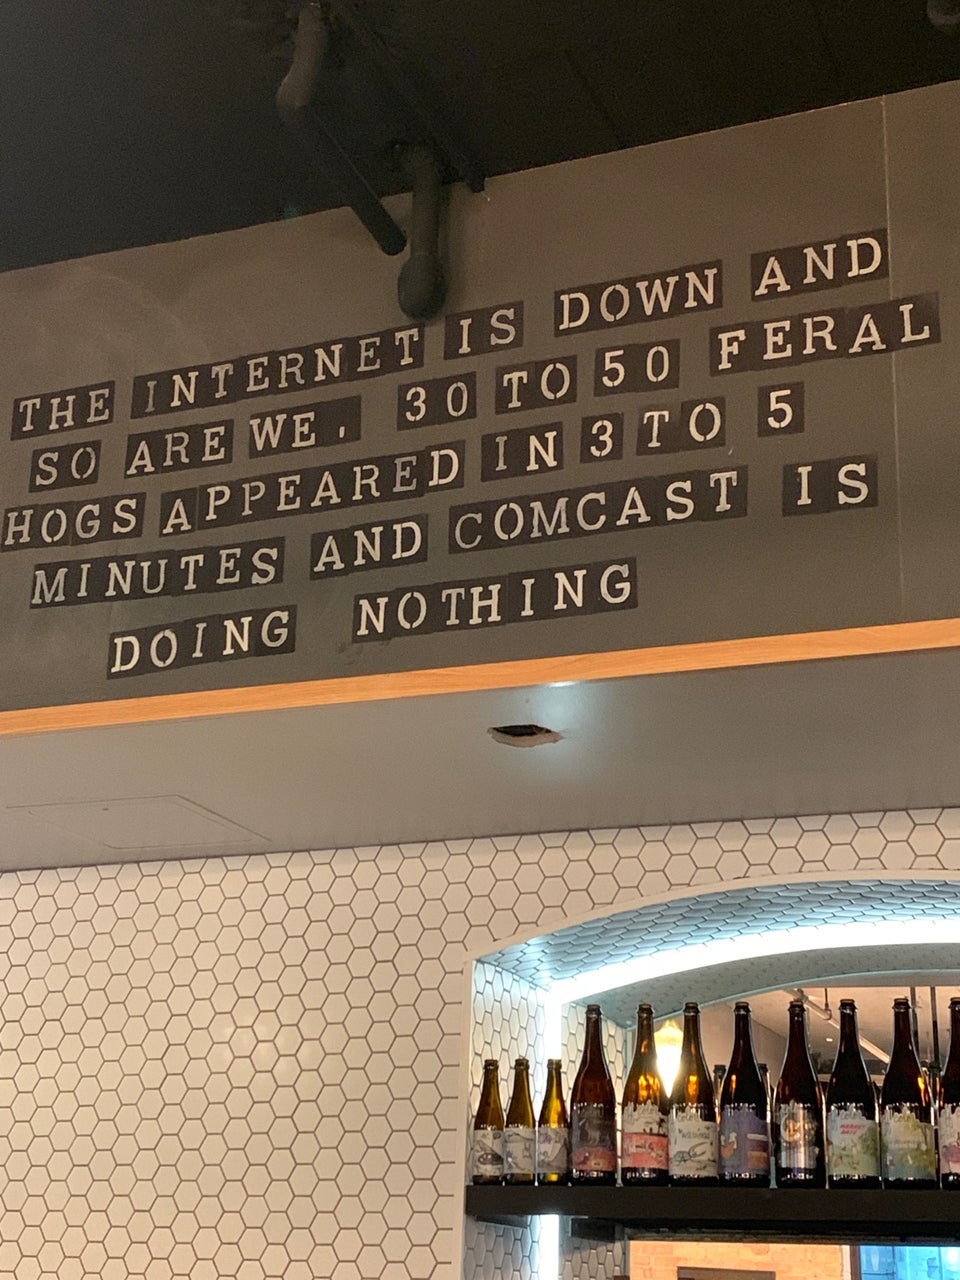 THE INTERNET IS DOWN AND
SO ARE WE. 30 TO 50 FERAL
HOGS APPEARED IN 3 TO 5
MINUTES AND COMCAST IS
DOING NOTHING